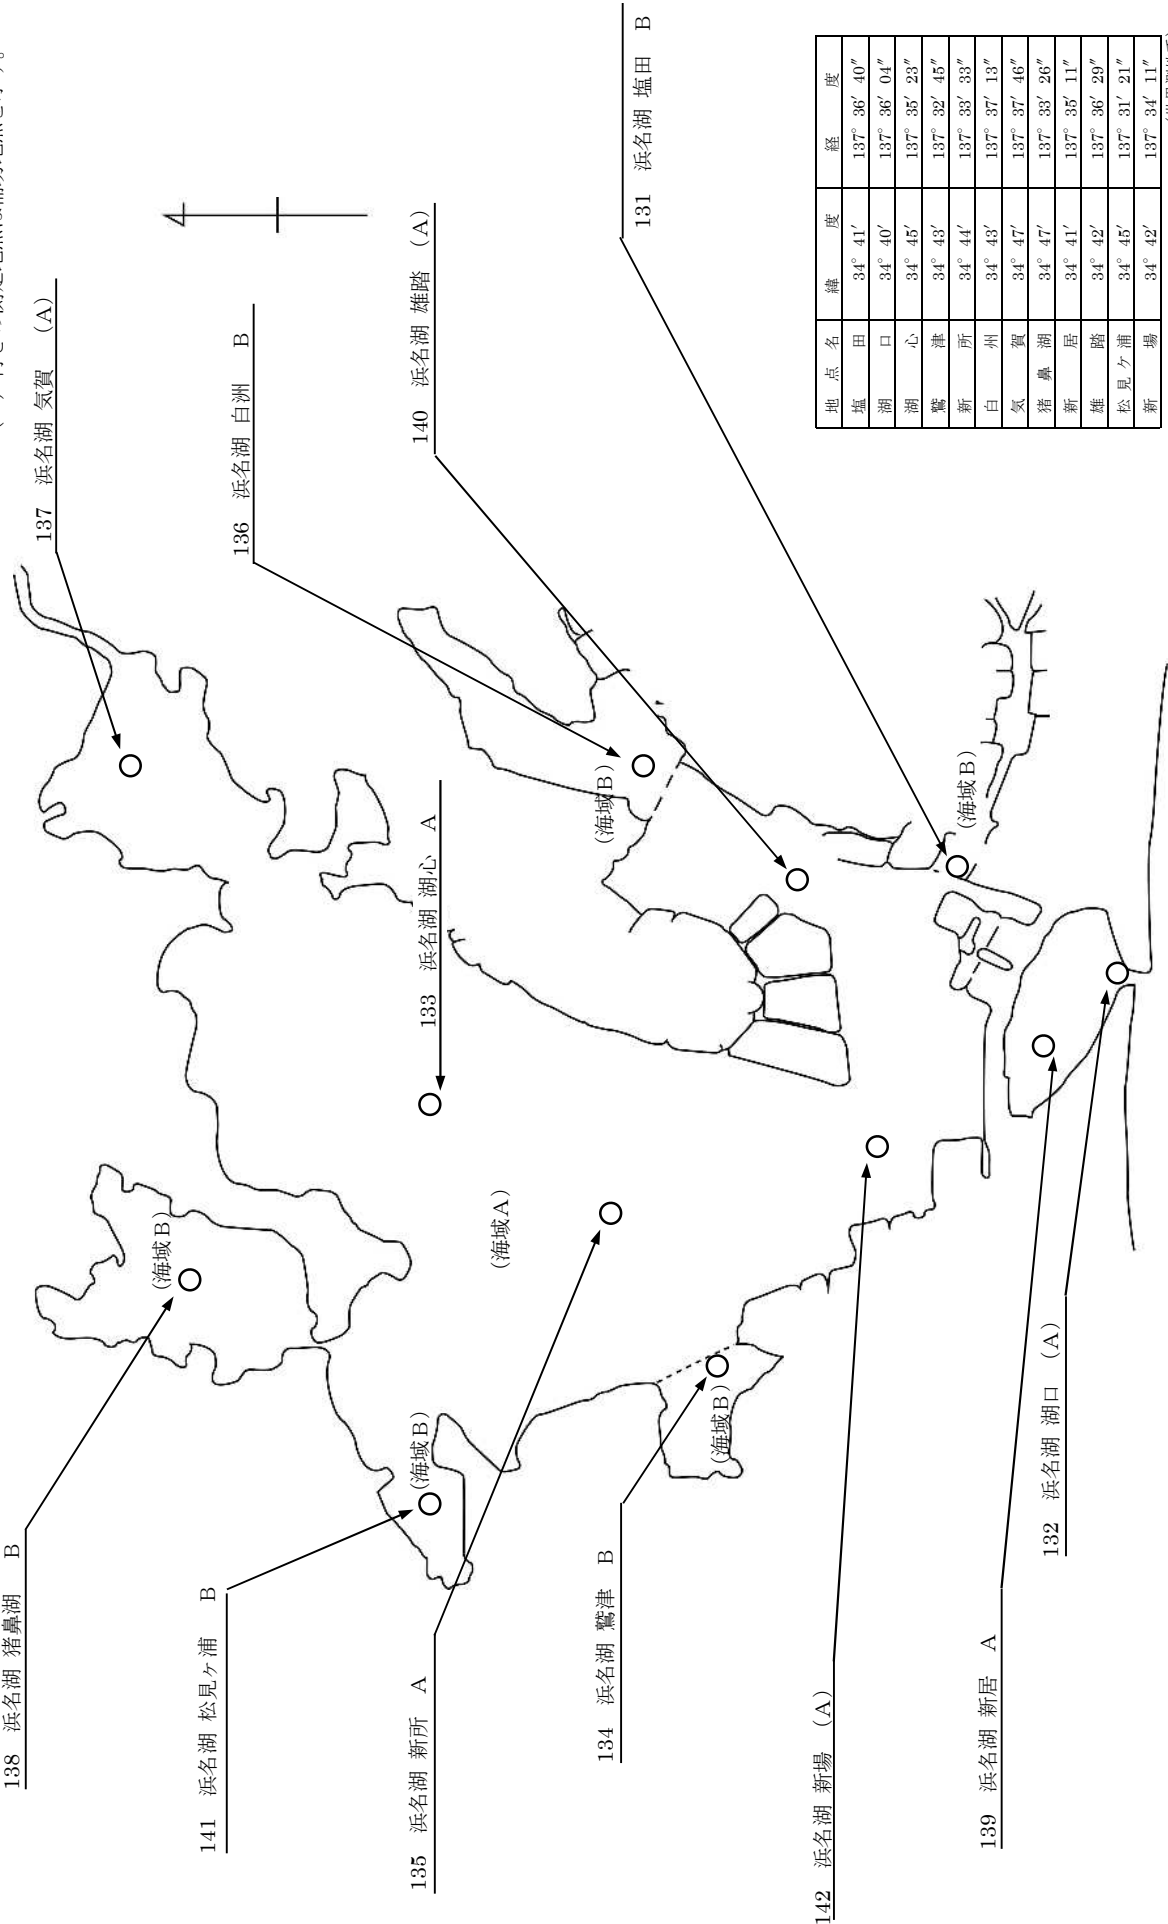 138 浜名湖 猪鼻湖 B
137 浜名湖 気賀 (A)
141 浜名湖 松見ヶ浦 B
136 浜名湖 白洲 B
135 浜名湖 新所 A
133 浜名湖 湖心 A
140 浜名湖 雄踏 (A)
134 浜名湖 鷲津 B
131 浜名湖 塩田 B
142 浜名湖 新場 (A)
139 浜名湖 新居 A
132 浜名湖 湖口 (A)
(海域B)
(海域B)
(海域A)
(海域B)
(海域B)
(海域B)
地点名 緯度 経度
塩田 34° 41′ 137° 36′ 40″
湖口 34° 40′ 137° 36′ 04″
湖心 34° 45′ 137° 35′ 23″
鷲津 34° 43′ 137° 32′ 45″
新所 34° 44′ 137° 33′ 33″
白州 34° 43′ 137° 37′ 13″
気賀 34° 47′ 137° 37′ 46″
猪鼻湖 34° 47′ 137° 33′ 26″
新居 34° 41′ 137° 35′ 11″
雄踏 34° 42′ 137° 36′ 29″
松見ケ浦 34° 45′ 137° 31′ 21″
新場 34° 42′ 137° 34′ 11″